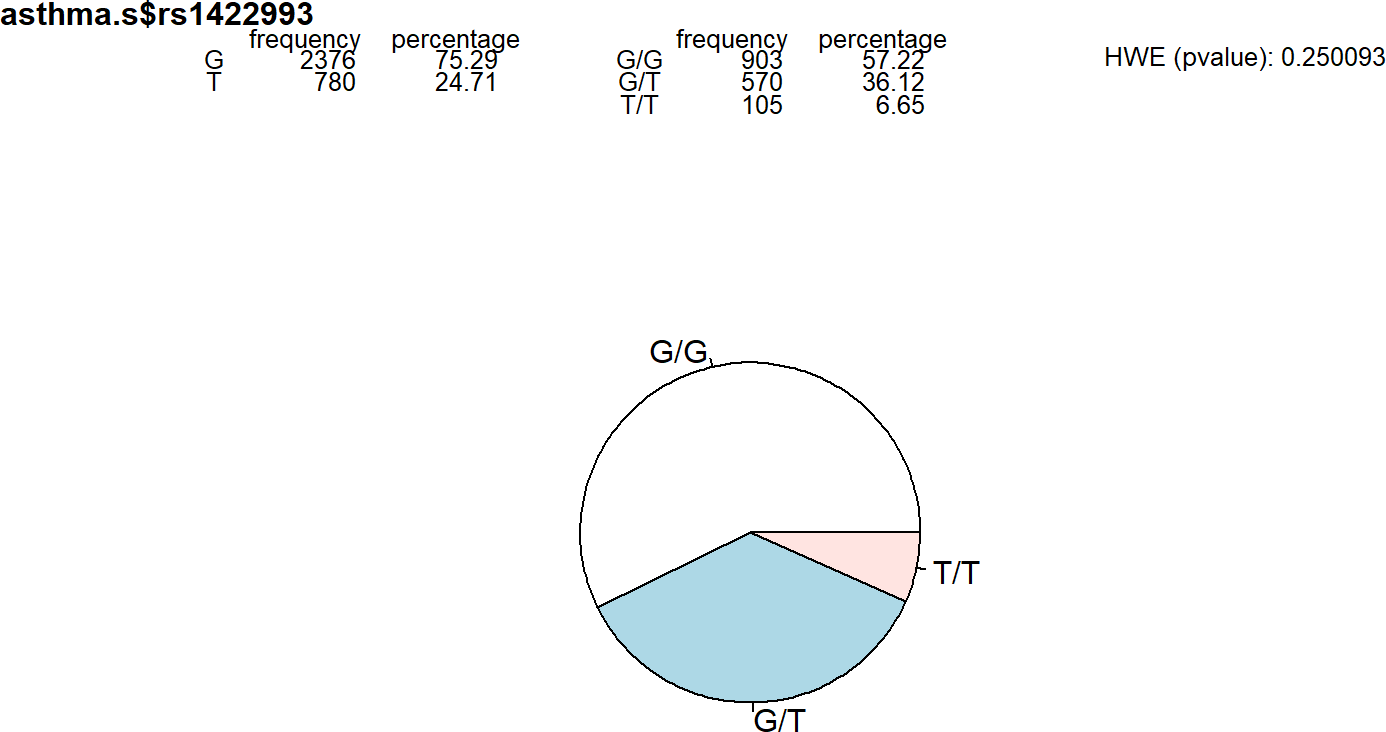 asthma.s$rs1422993
frequency percentage frequency percentage
G 2376 75.29 G/G 903 57.22 HWE (pvalue): 0.250093
T 780 24.71 G/T 570 36.12
T/T 105 6.65
G/G
T/T
G/T